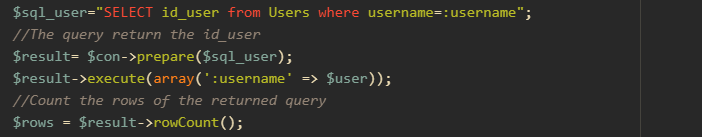 $sql_user="SELECT id_user from Users where username=:username";
//The query return the id_user
$result= $con->prepare($sql_user);
$result->execute(array(':username' => $user));
//Count the rows of the returned query
$rows = $result->rowCount();